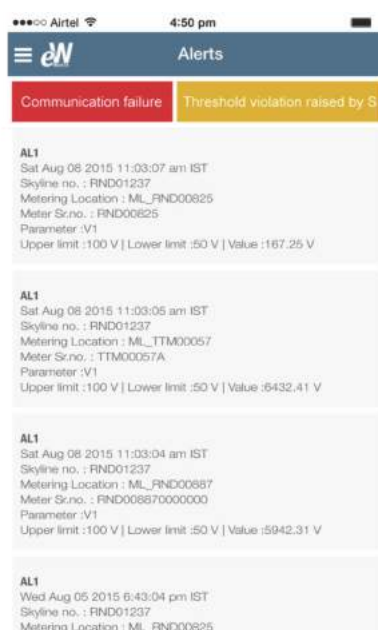 Airtel 4:50 pm
eW Alerts
Communication failure Threshold violation raised by S
AL1
Sat Aug 08 2015 11:03:07 am IST
Skyline no. : RND01237
Metering Location : ML_RND00825
Meter Sr.no. : RND00825
Parameter :V1
Upper limit :100 V | Lower limit :50 V | Value :167.25 V
AL1
Sat Aug 08 2015 11:03:05 am IST
Skyline no. : RND01237
Metering Location : ML_TTM00057
Meter Sr.no. : TTM00057A
Parameter :V1
Upper limit :100 V | Lower limit :50 V | Value :6432.41 V
AL1
Sat Aug 08 2015 11:03:04 am IST
Skyline no. : RND01237
Metering Location : ML_RND00887
Meter Sr.no. : RND008870000000
Parameter :V1
Upper limit :100 V | Lower limit :50 V | Value :5942.31 V
AL1
Wed Aug 05 2015 6:43:04 pm IST
Skyline no. : RND01237
Metering Location : ML_RND00825